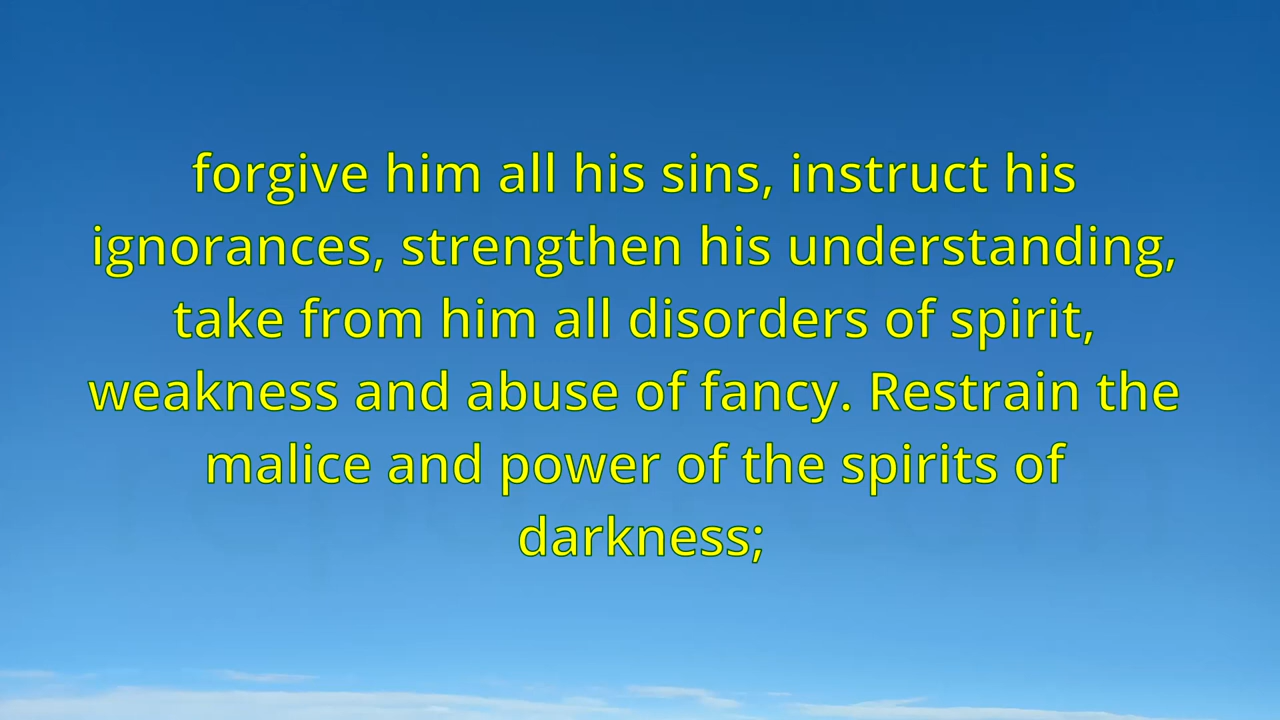 forgive him all his sins, instruct his
ignorances, strengthen his understanding,
take from him all disorders of spirit,
weakness and abuse of fancy. Restrain the
malice and power of the spirits of
darkness;